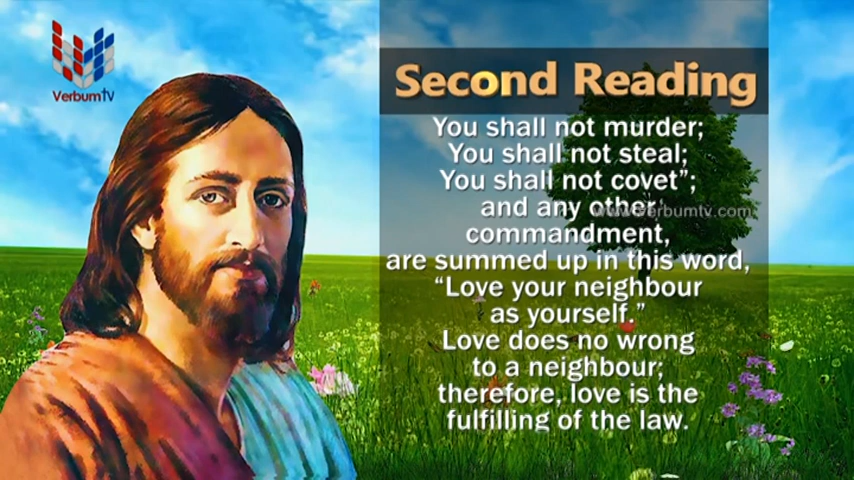 VerbumTV
Second Reading
You shall not murder;
You shall not steal;
You shall not covet”;
and any other
www.verbumtv.com
commandment,
are summed up in this word,
“Love your neighbour
as yourself.”
Love does no wrong
to a neighbour;
therefore, love is the
fulfilling of the law.